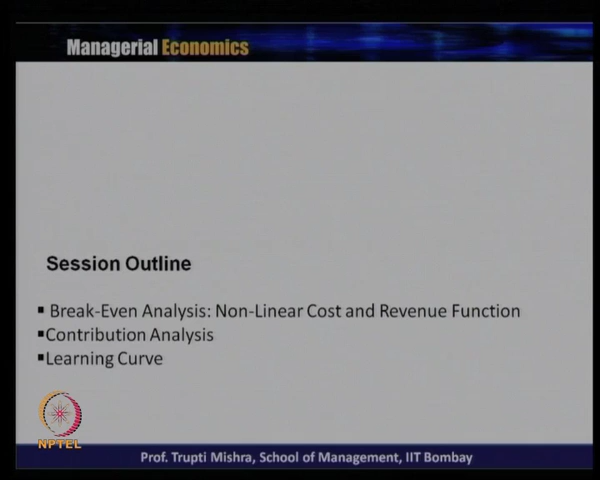 Managerial Economics
Session Outline
▪ Break-Even Analysis: Non-Linear Cost and Revenue Function
▪Contribution Analysis
▪Learning Curve
NPTEL
Prof. Trupti Mishra, School of Management, IIT Bombay